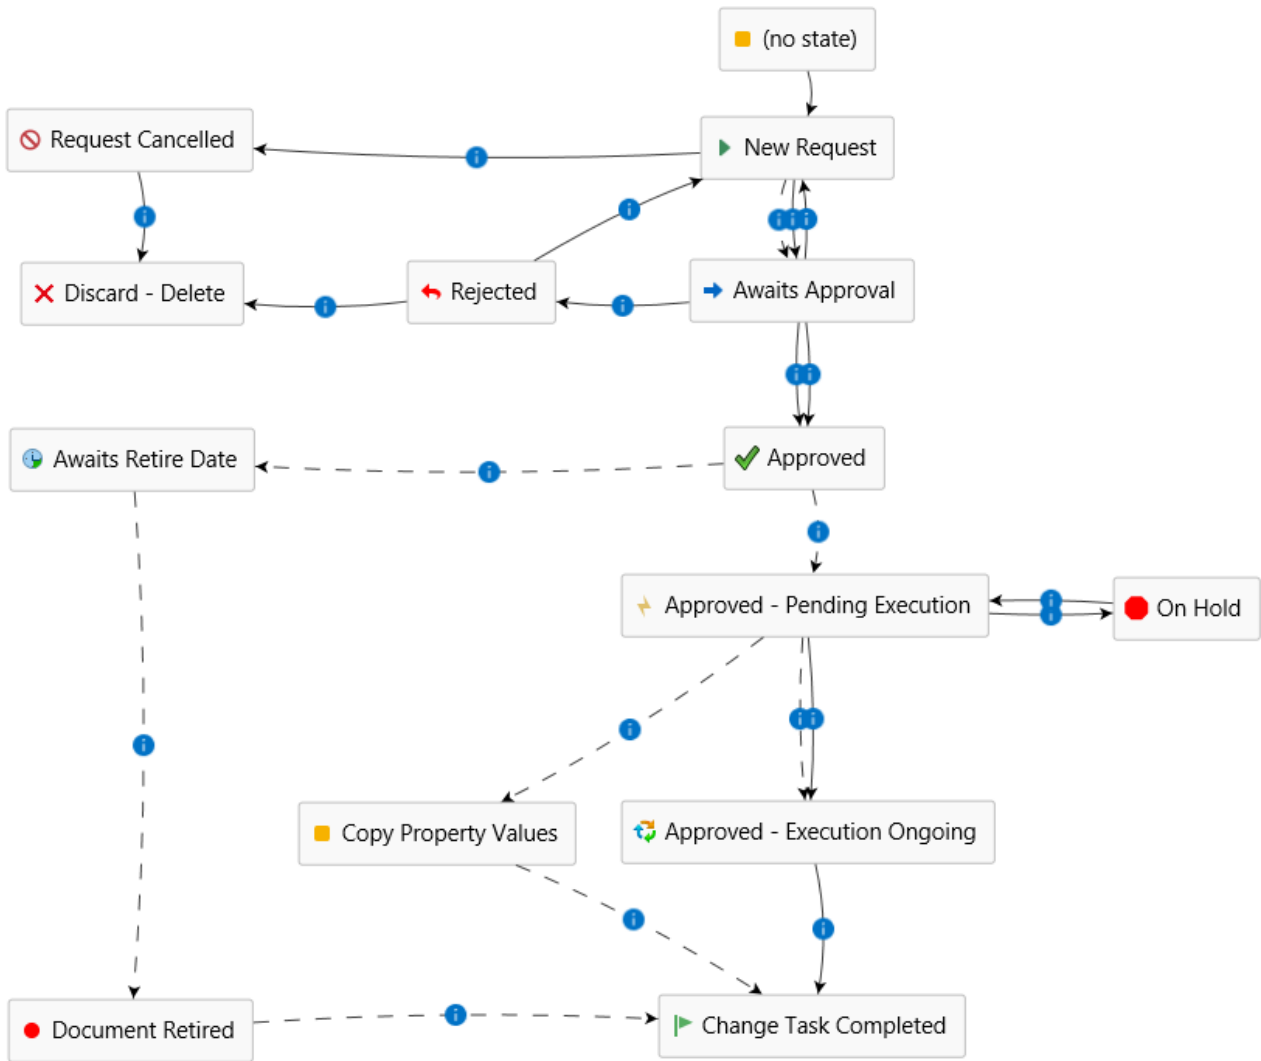 (no state)
Request Cancelled
New Request
Discard - Delete
Rejected
Awaits Approval
Awaits Retire Date
Approved
Approved - Pending Execution
On Hold
Copy Property Values
Approved - Execution Ongoing
Document Retired
Change Task Completed